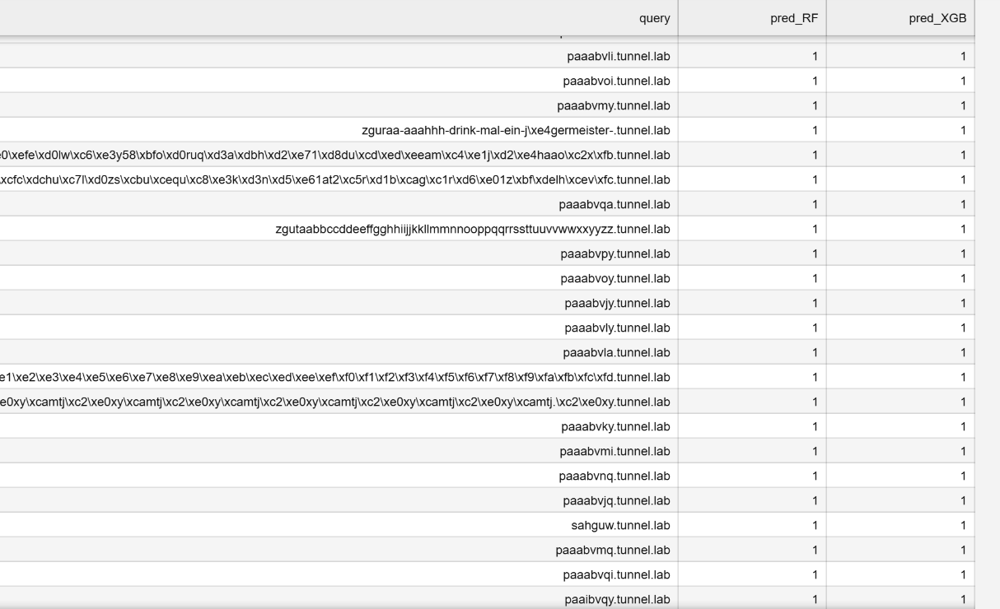 query pred_RF pred_XGB
paaabvli.tunnel.lab 1 1
paaabvoi.tunnel.lab 1 1
paaabvmy.tunnel.lab 1 1
zguraa-aaahhh-drink-mal-ein-j\xe4germeister-.tunnel.lab 1 1
0\xefe\xd0lw\xc6\xe3y58\xbfo\xd0ruq\xd3a\xdbh\xd2\xe71\xd8du\xcd\xed\xeeam\xc4\xe1j\xd2\xe4haao\xc2x\xfb.tunnel.lab 1 1
\xcfc\xdchu\xc7l\xd0zs\xcbu\xcequ\xc8\xe3k\xd3n\xd5\xe61at2\xc5r\xd1b\xcag\xc1r\xd6\xe01z\xbf\xdelh\xcev\xfc.tunnel.lab 1 1
paaabvqa.tunnel.lab 1 1
zgutaabbccddeeffgghhiijjkkllmmnnooppqqrrssttuuvvwwxxyyzz.tunnel.lab 1 1
paaabvpy.tunnel.lab 1 1
paaabvoy.tunnel.lab 1 1
paaabvjy.tunnel.lab 1 1
paaabvly.tunnel.lab 1 1
paaabvla.tunnel.lab 1 1
e1\xe2\xe3\xe4\xe5\xe6\xe7\xe8\xe9\xea\xeb\xec\xed\xee\xef\xf0\xf1\xf2\xf3\xf4\xf5\xf6\xf7\xf8\xf9\xfa\xfb\xfc\xfd.tunnel.lab 1 1
e0xy\xcamtj\xc2\xe0xy\xcamtj\xc2\xe0xy\xcamtj\xc2\xe0xy\xcamtj\xc2\xe0xy\xcamtj\xc2\xe0xy\xcamtj.\xc2\xe0xy.tunnel.lab 1 1
paaabvky.tunnel.lab 1 1
paaabvmi.tunnel.lab 1 1
paaabvnq.tunnel.lab 1 1
paaabvjq.tunnel.lab 1 1
sahguw.tunnel.lab 1 1
paaabvmq.tunnel.lab 1 1
paaabvqi.tunnel.lab 1 1
paaibvqy.tunnel.lab 1 1